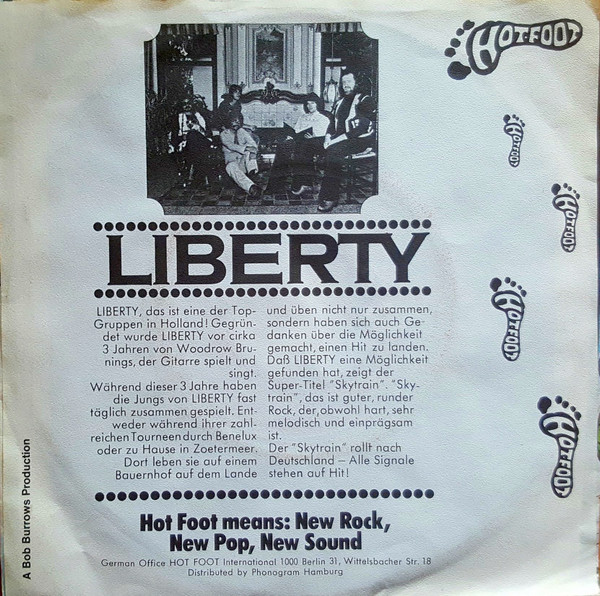 HOT FOOT
LIBERTY
LIBERTY, das ist eine der Top-
Gruppen in Holland! Gegrün-
det wurde LIBERTY vor cirka
3 Jahren von Woodrow Bru-
nings, der Gitarre spielt und
singt.
Während dieser 3 Jahre haben
die Jungs von LIBERTY fast
täglich zusammen gespielt. Ent-
weder während ihrer zahl-
reichen Tourneen durch Benelux
oder zu Hause in Zoetermeer.
Dort leben sie auf einem
Bauernhof auf dem Lande
und üben nicht nur zusammen,
sondern haben sich auch Ge-
danken über die Möglichkeit
gemacht, einen Hit zu landen.
Daß LIBERTY eine Möglichkeit
gefunden hat, zeigt der
Super-Titel "Skytrain". "Sky-
train", das ist guter, runder
Rock, der, obwohl hart, sehr
melodisch und einprägsam
ist.
Der "Skytrain" rollt nach
Deutschland – Alle Signale
stehen auf Hit!
HOT FOOT
HOT FOOT
HOT FOOT
HOT FOOT
A Bob Burrows Production
Hot Foot means: New Rock,
New Pop, New Sound
German Office HOT FOOT International 1000 Berlin 31, Wittelsbacher Str. 18
Distributed by Phonogram Hamburg